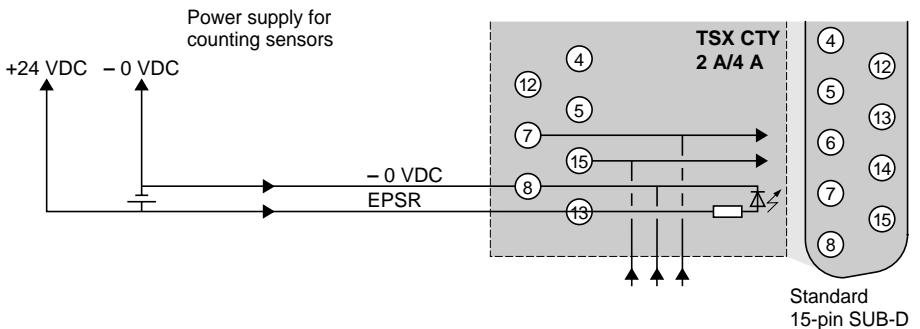 Power supply for
counting sensors
+24 VDC – 0 VDC
TSX CTY
2 A/4 A
4
12
5
7
15
– 0 VDC
8
EPSR
13
4
12
5
13
6
14
7
15
8
Standard
15-pin SUB-D